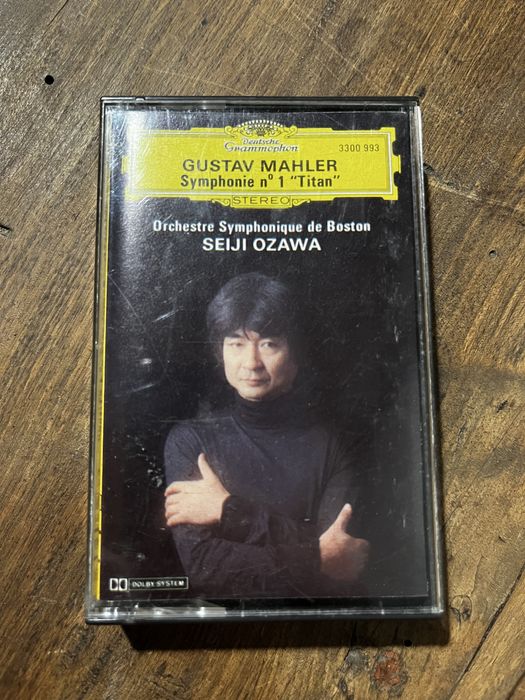 Deutsche
Grammophon
3300 993
GUSTAV MAHLER
Symphonie nº 1 "Titan"
STEREO
Orchestre Symphonique de Boston
SEIJI OZAWA
DOLBY SYSTEM